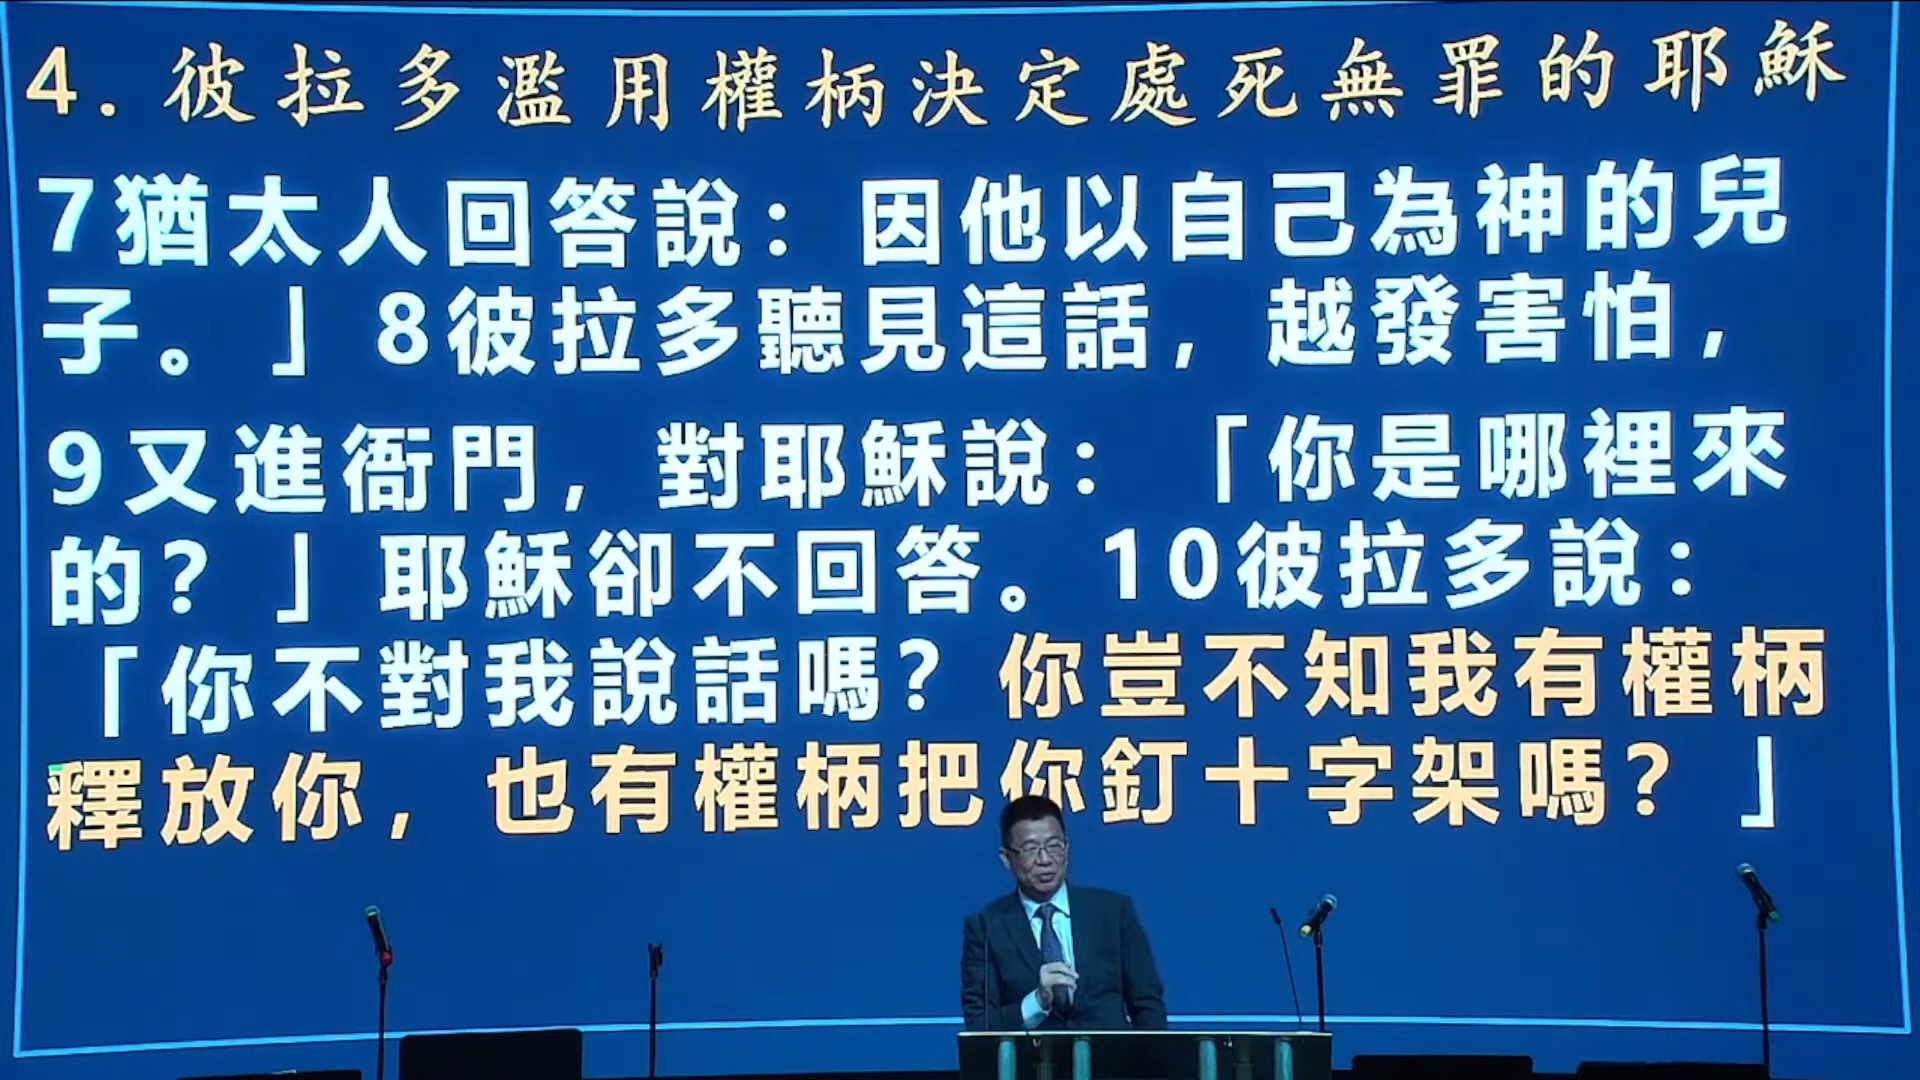 4. 彼拉多濫用權柄決定處死無罪的耶穌
7猶太人回答說：因他以自己為神的兒
子。」8彼拉多聽見這話，越發害怕，
9又進衙門，對耶穌說：「你是哪裡來
的？」耶穌卻不回答。10彼拉多說：
「你不對我說話嗎？你豈不知我有權柄
釋放你，也有權柄把你釘十字架嗎？」